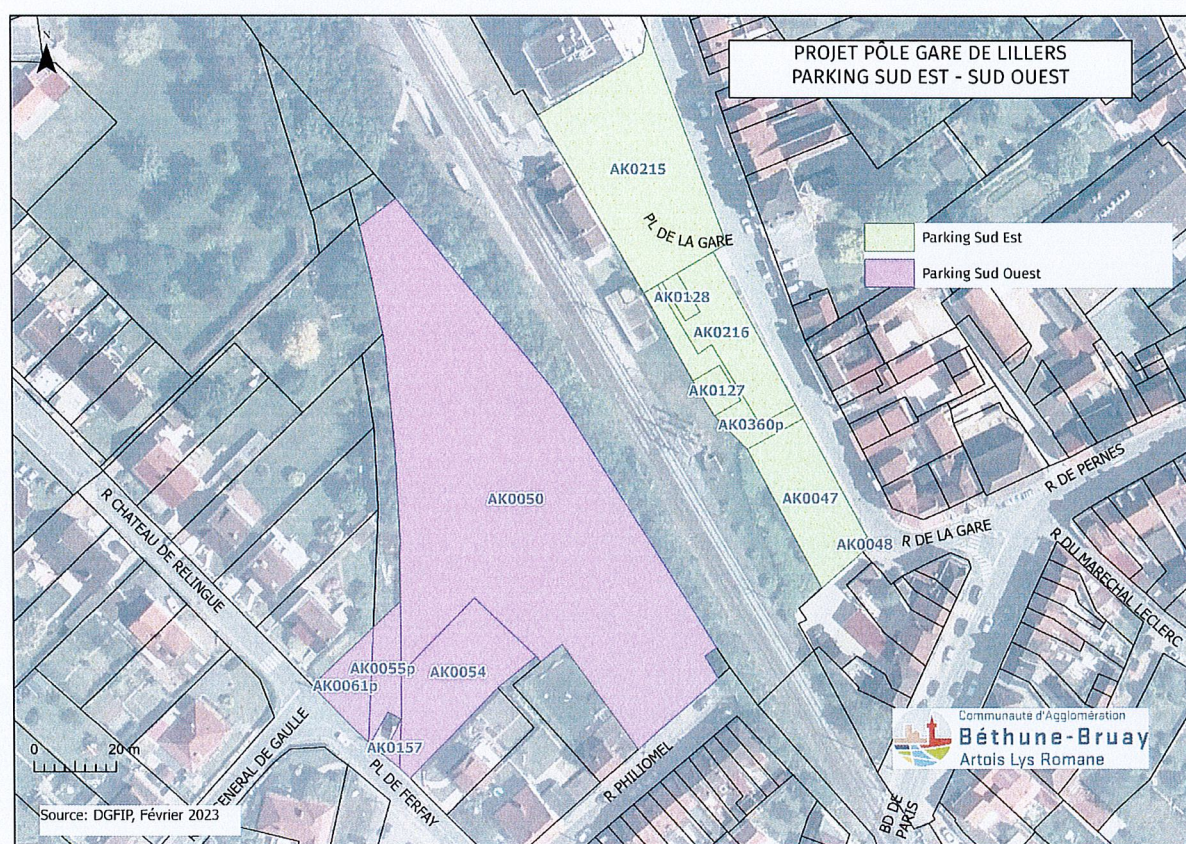 N
PROJET PÔLE GARE DE LILLERS
PARKING SUD EST - SUD OUEST
AK0215
PL DE LA GARE
Parking Sud Est
Parking Sud Ouest
AK0128
AK0216
AK0127
AK0360p
AK0050
AK0047
AK0048
R DE LA GARE
R DE PERNES
R DU MARECHAL LECLERC
R CHATEAU DE RELINGUE
AK0055p
AK0054
AK0061p
AK0157
GENERAL DE GAULLE
PL DE FERFAY
R PHILIOMEL
BD DE
PARIS
0 20 m
Communauté d'Agglomération
Béthune-Bruay
Artois Lys Romane
Source: DGFIP, Février 2023